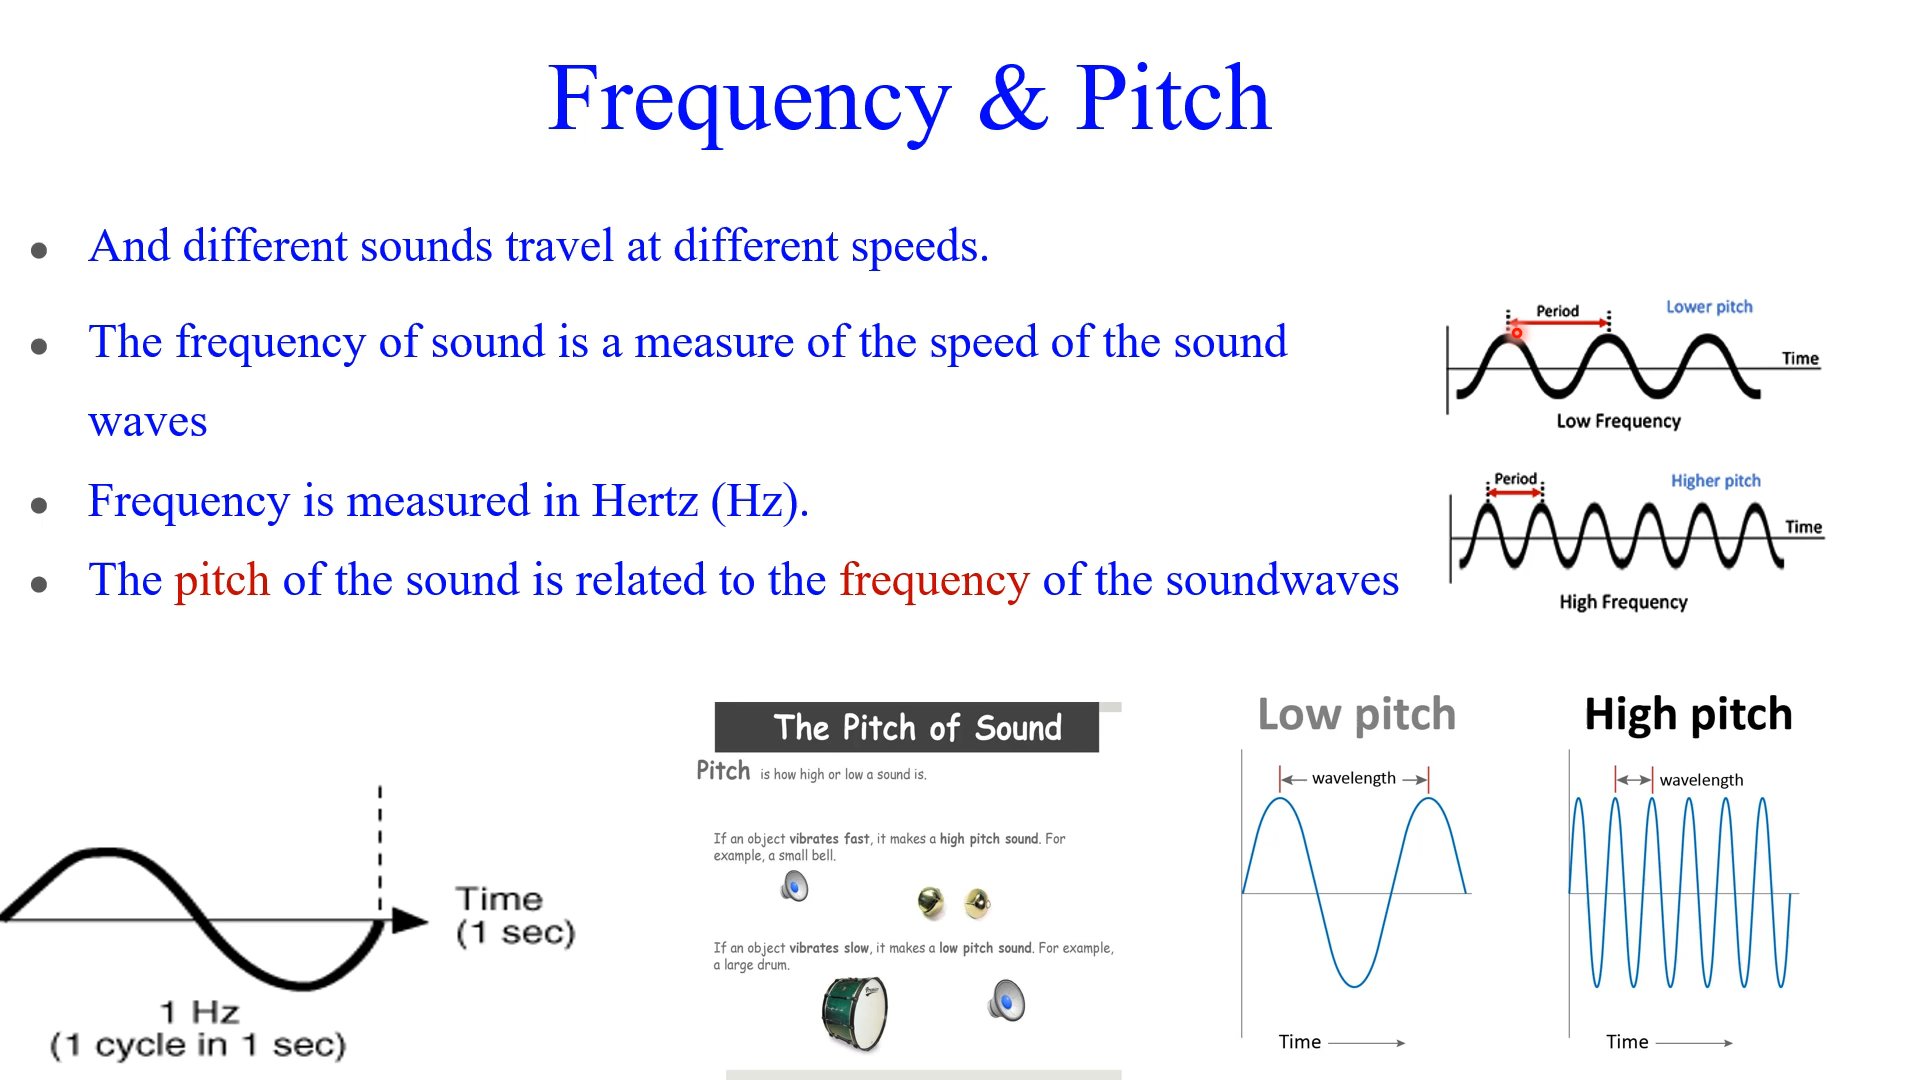 Frequency & Pitch
And different sounds travel at different speeds.
The frequency of sound is a measure of the speed of the sound
waves
Frequency is measured in Hertz (Hz).
The pitch of the sound is related to the frequency of the soundwaves
Period
Lower pitch
Time
Low Frequency
Period
Higher pitch
Time
High Frequency
Time
(1 sec)
1 Hz
(1 cycle in 1 sec)
The Pitch of Sound
Pitch is how high or low a sound is.
If an object vibrates fast, it makes a high pitch sound. For
example, a small bell.
If an object vibrates slow, it makes a low pitch sound. For example,
a large drum.
Low pitch
wavelength
Time
High pitch
wavelength
Time